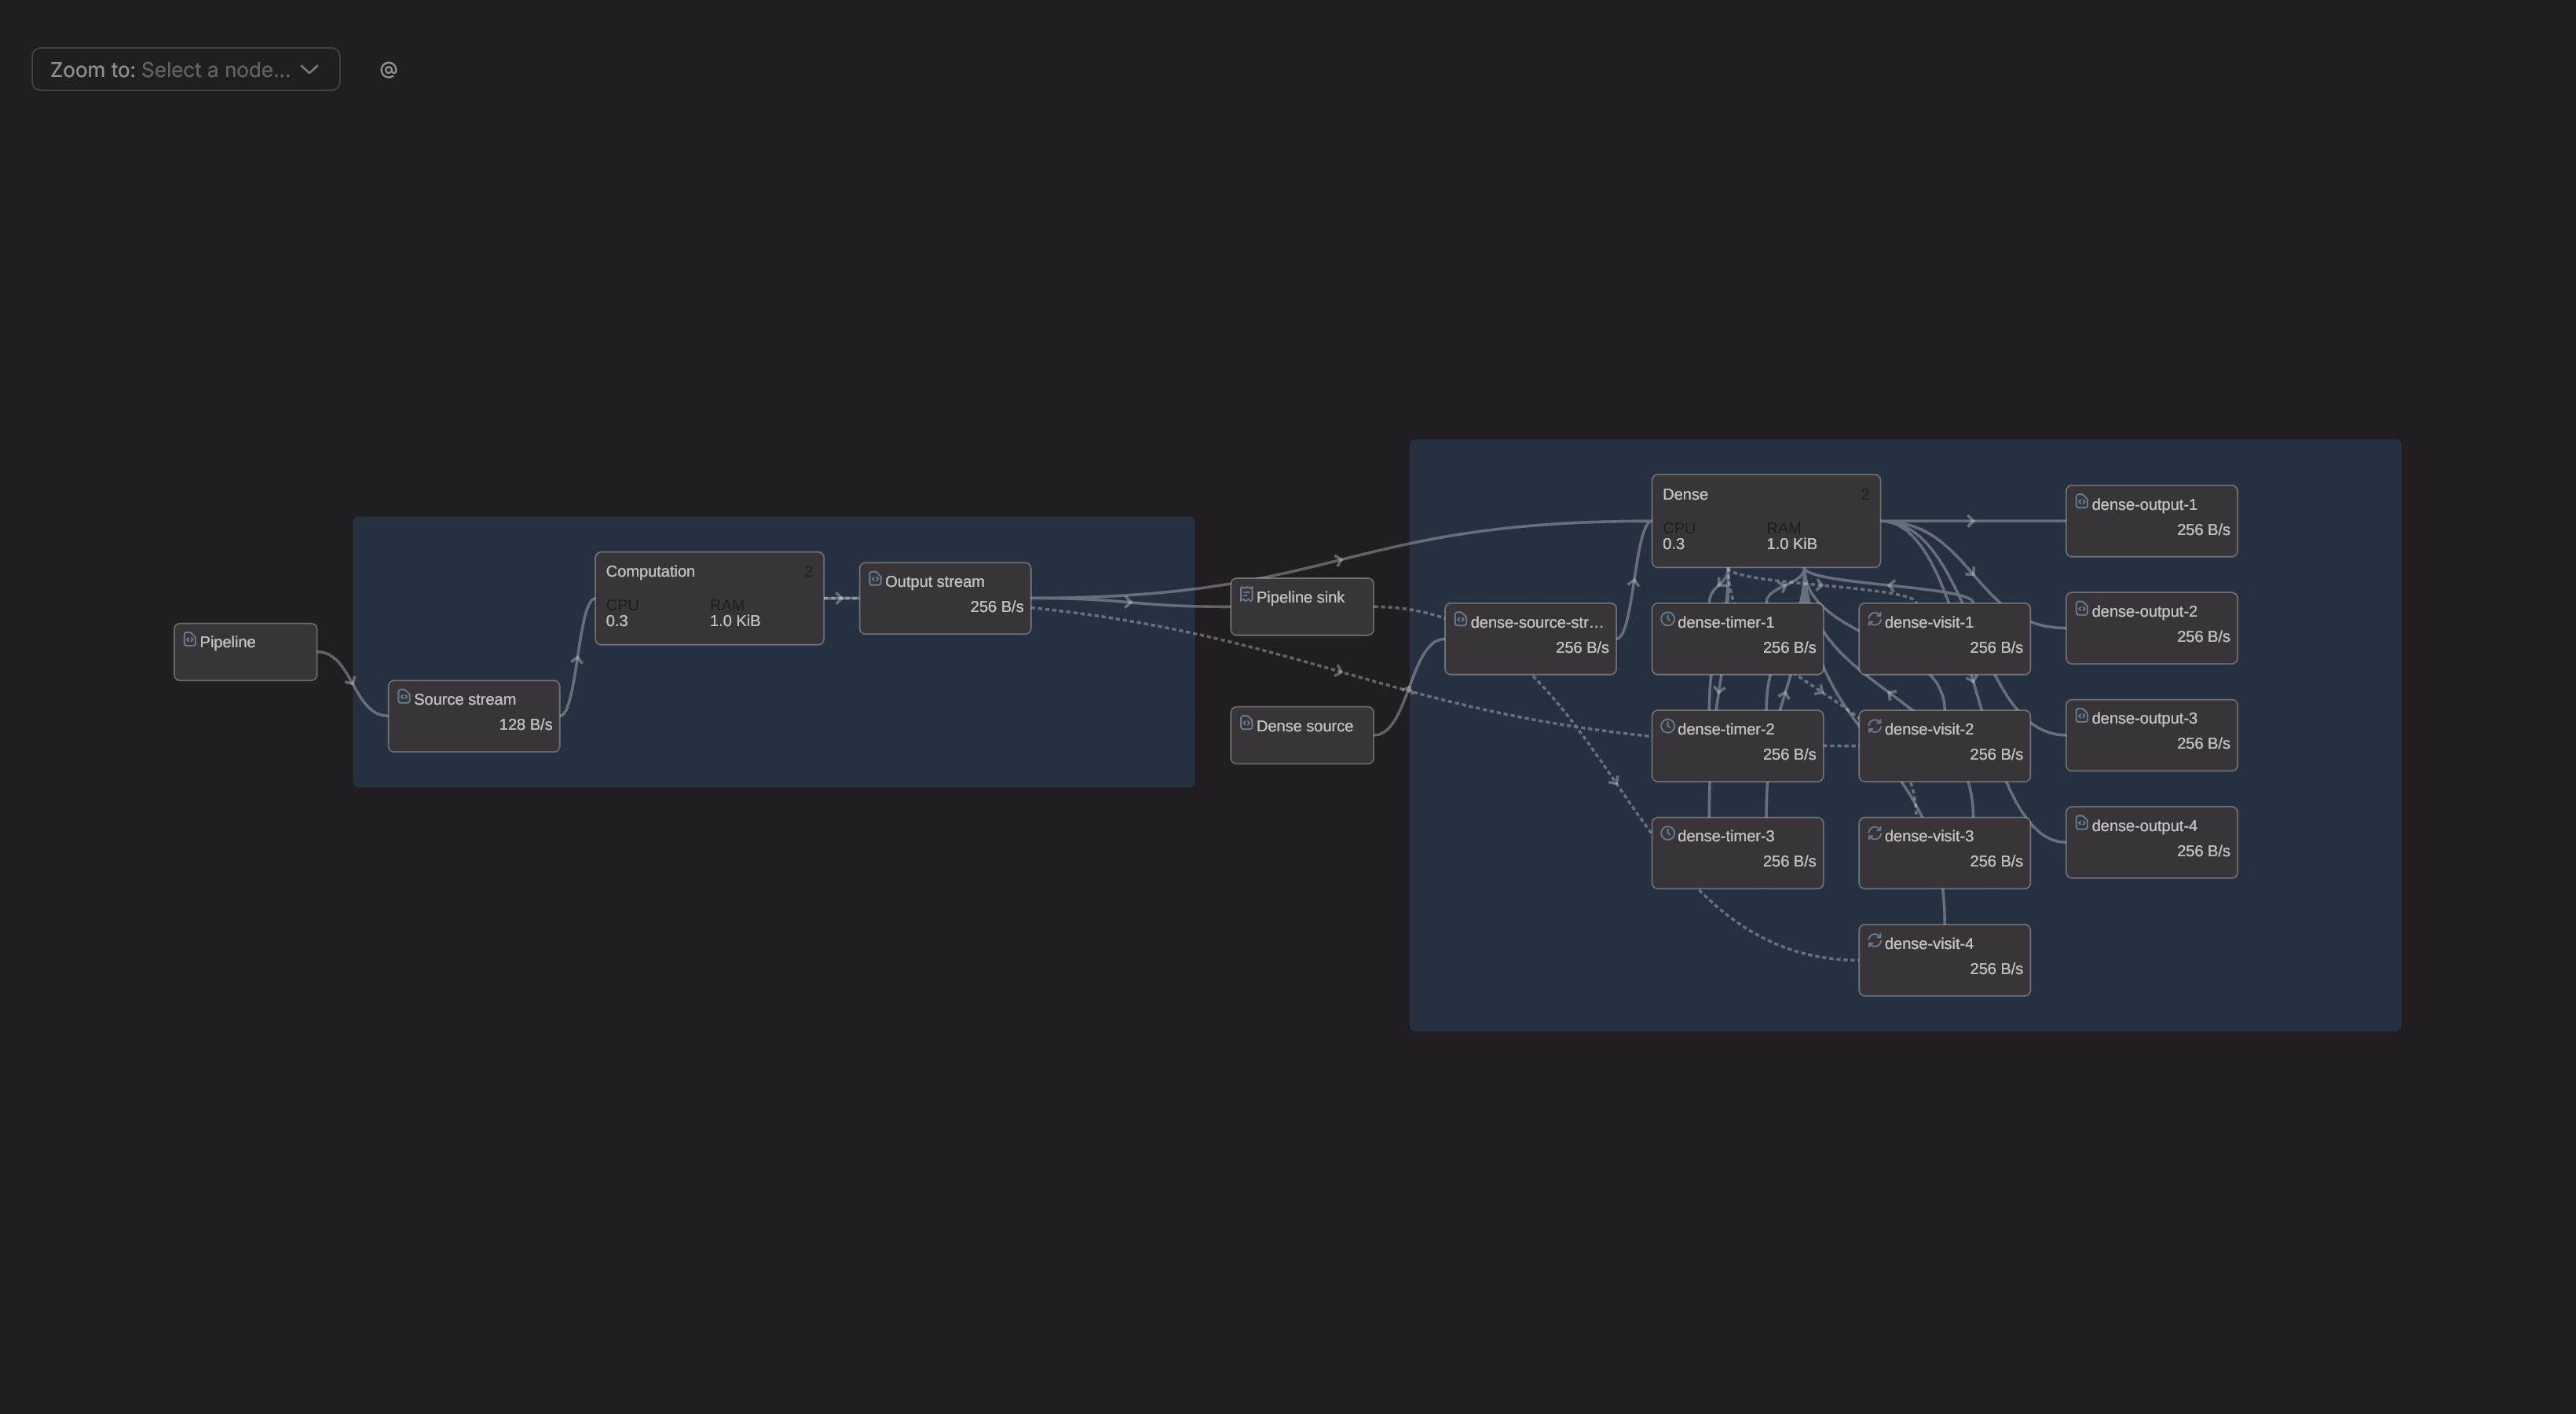 Zoom to: Select a node...
@
Pipeline
Source stream
128 B/s
Computation 2
CPU RAM
0.3 1.0 KiB
Output stream
256 B/s
Pipeline sink
Dense source
dense-source-str...
256 B/s
Dense 2
CPU RAM
0.3 1.0 KiB
dense-timer-1
256 B/s
dense-timer-2
256 B/s
dense-timer-3
256 B/s
dense-visit-1
256 B/s
dense-visit-2
256 B/s
dense-visit-3
256 B/s
dense-visit-4
256 B/s
dense-output-1
256 B/s
dense-output-2
256 B/s
dense-output-3
256 B/s
dense-output-4
256 B/s